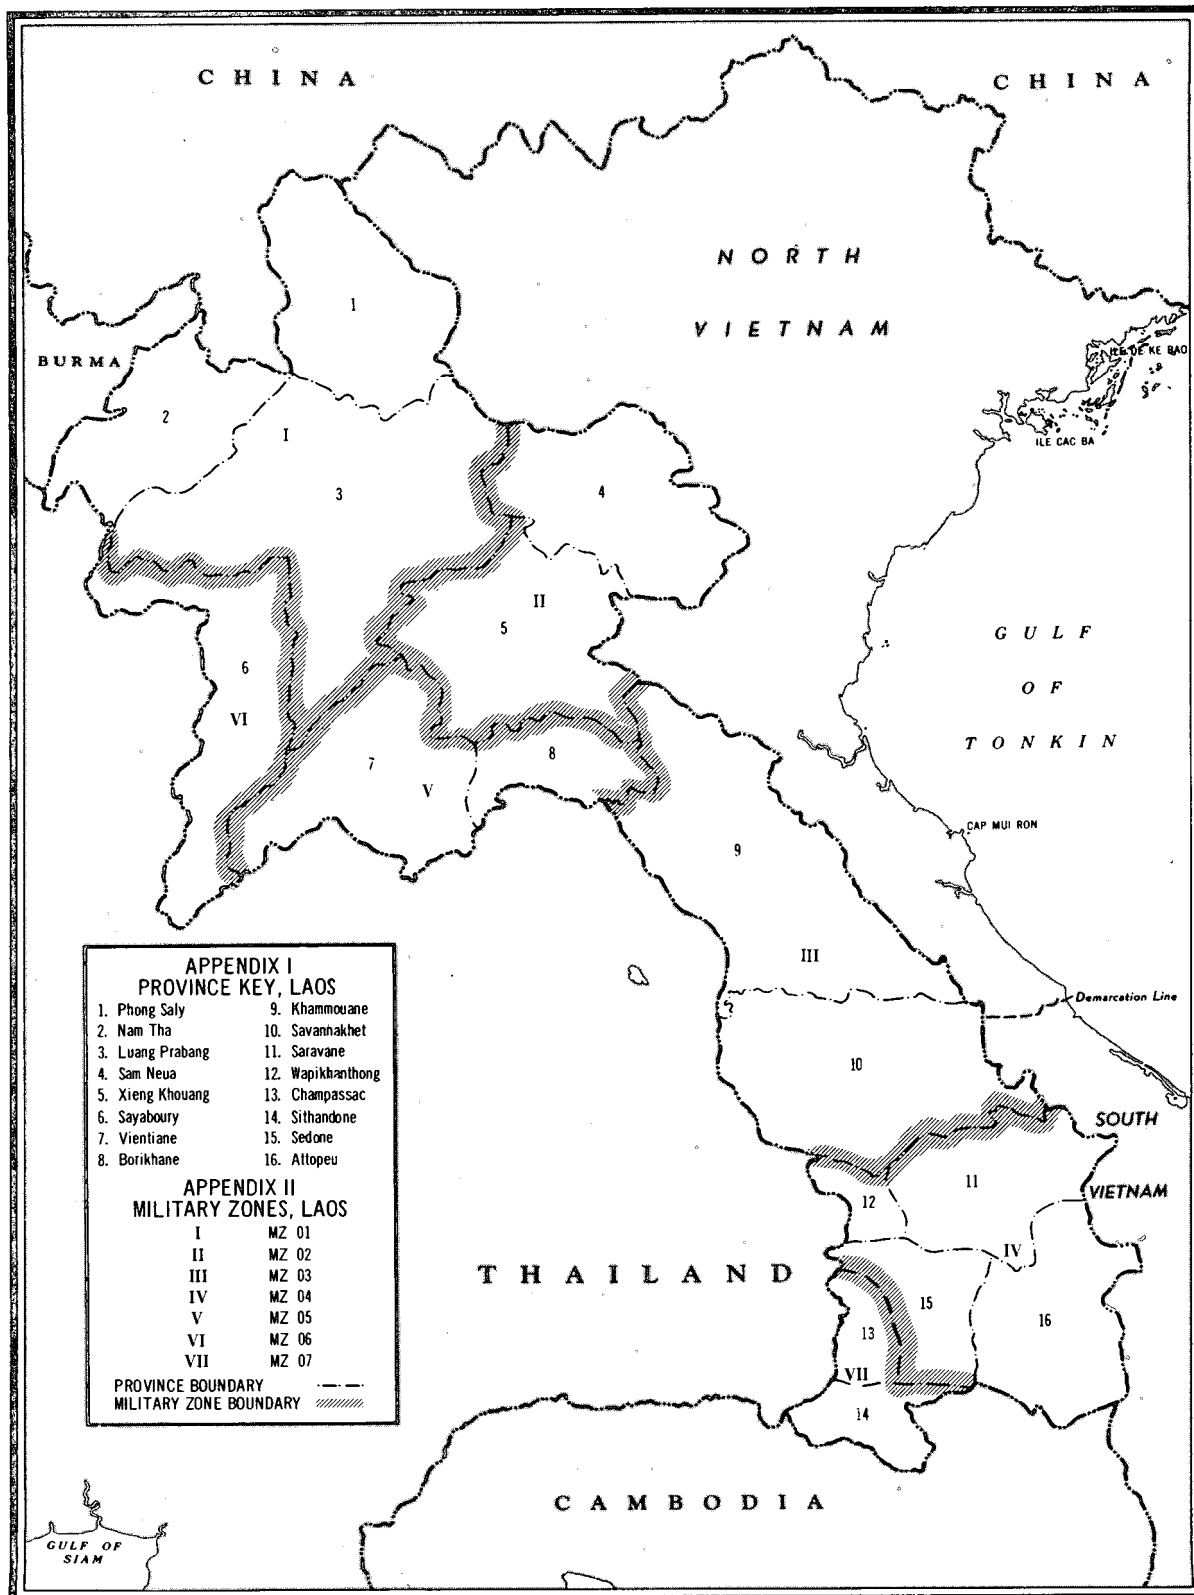 CHINA
CHINA
NORTH
VIETNAM
BURMA
1
2
I
3
4
ILE DE KE BAO
ILE CAC BA
II
5
GULF
OF
TONKIN
6
VI
7
V
8
CAP MUI RON
9
III
Demarcation Line
10
SOUTH
VIETNAM
11
12
IV
THAILAND
15
16
13
VII
14
CAMBODIA
GULF OF
SIAM
APPENDIX I
PROVINCE KEY, LAOS
1. Phong Saly 9. Khammouane
2. Nam Tha 10. Savannakhet
3. Luang Prabang 11. Saravane
4. Sam Neua 12. Wapikhanthong
5. Xieng Khouang 13. Champassac
6. Sayaboury 14. Sithandone
7. Vientiane 15. Sedone
8. Borikhane 16. Attopeu
APPENDIX II
MILITARY ZONES, LAOS
I MZ 01
II MZ 02
III MZ 03
IV MZ 04
V MZ 05
VI MZ 06
VII MZ 07
PROVINCE BOUNDARY
MILITARY ZONE BOUNDARY